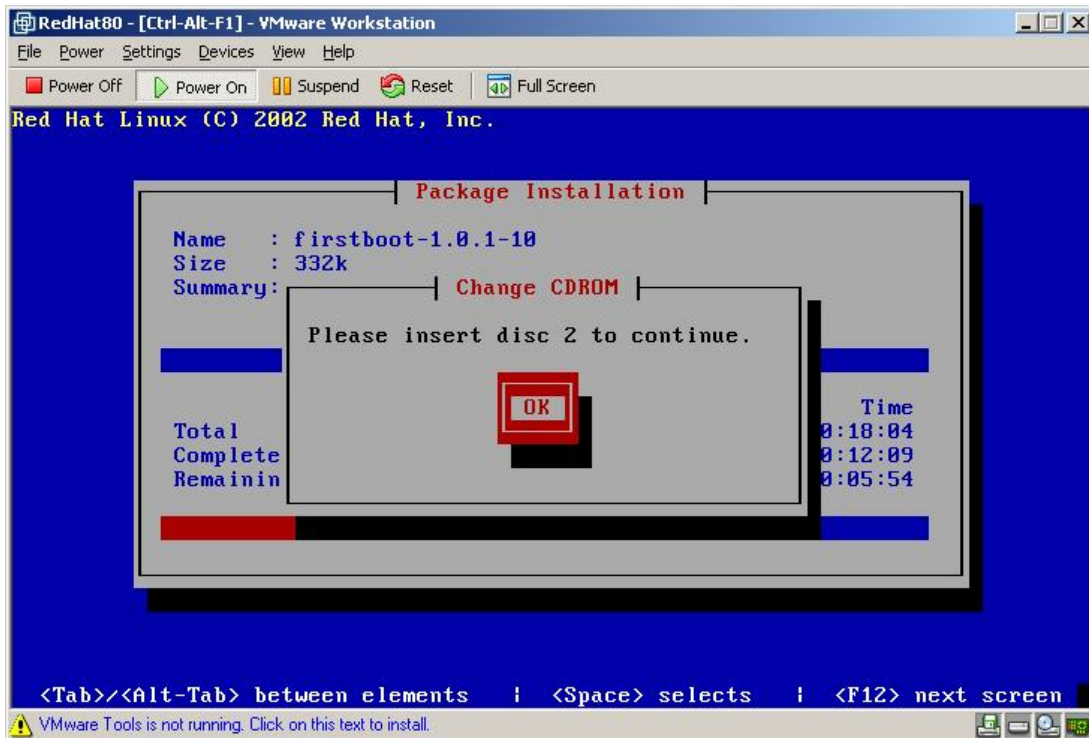 RedHat80 - [Ctrl-Alt-F1] - VMware Workstation
File Power Settings Devices View Help
Power Off Power On Suspend Reset Full Screen
Red Hat Linux (C) 2002 Red Hat, Inc.
Package Installation
Name : firstboot-1.0.1-10
Size : 332k
Summary:
Change CDROM
Please insert disc 2 to continue.
OK
Time
Total 0:18:04
Complete 0:12:09
Remainin 0:05:54
<Tab>/<Alt-Tab> between elements | <Space> selects | <F12> next screen
VMware Tools is not running. Click on this text to install.